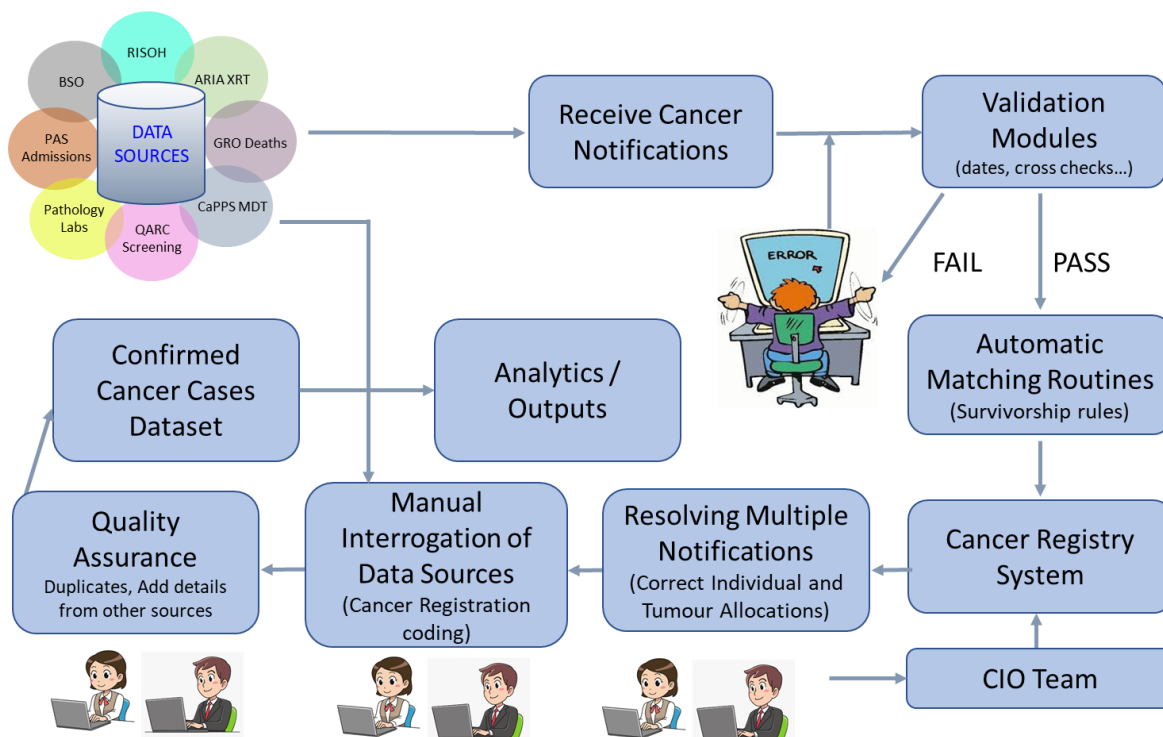 RISOH
BSO
ARIA XRT
DATA
SOURCES
PAS
Admissions
GRO Deaths
Pathology
Labs
CaPPS MDT
QARC
Screening
Receive Cancer
Notifications
Validation
Modules
(dates, cross checks...)
ERROR
FAIL
PASS
Automatic
Matching Routines
(Survivorship rules)
Confirmed
Cancer Cases
Dataset
Analytics /
Outputs
Quality
Assurance
Duplicates, Add details
from other sources
Manual
Interrogation of
Data Sources
(Cancer Registration
coding)
Resolving Multiple
Notifications
(Correct Individual and
Tumour Allocations)
Cancer Registry
System
CIO Team